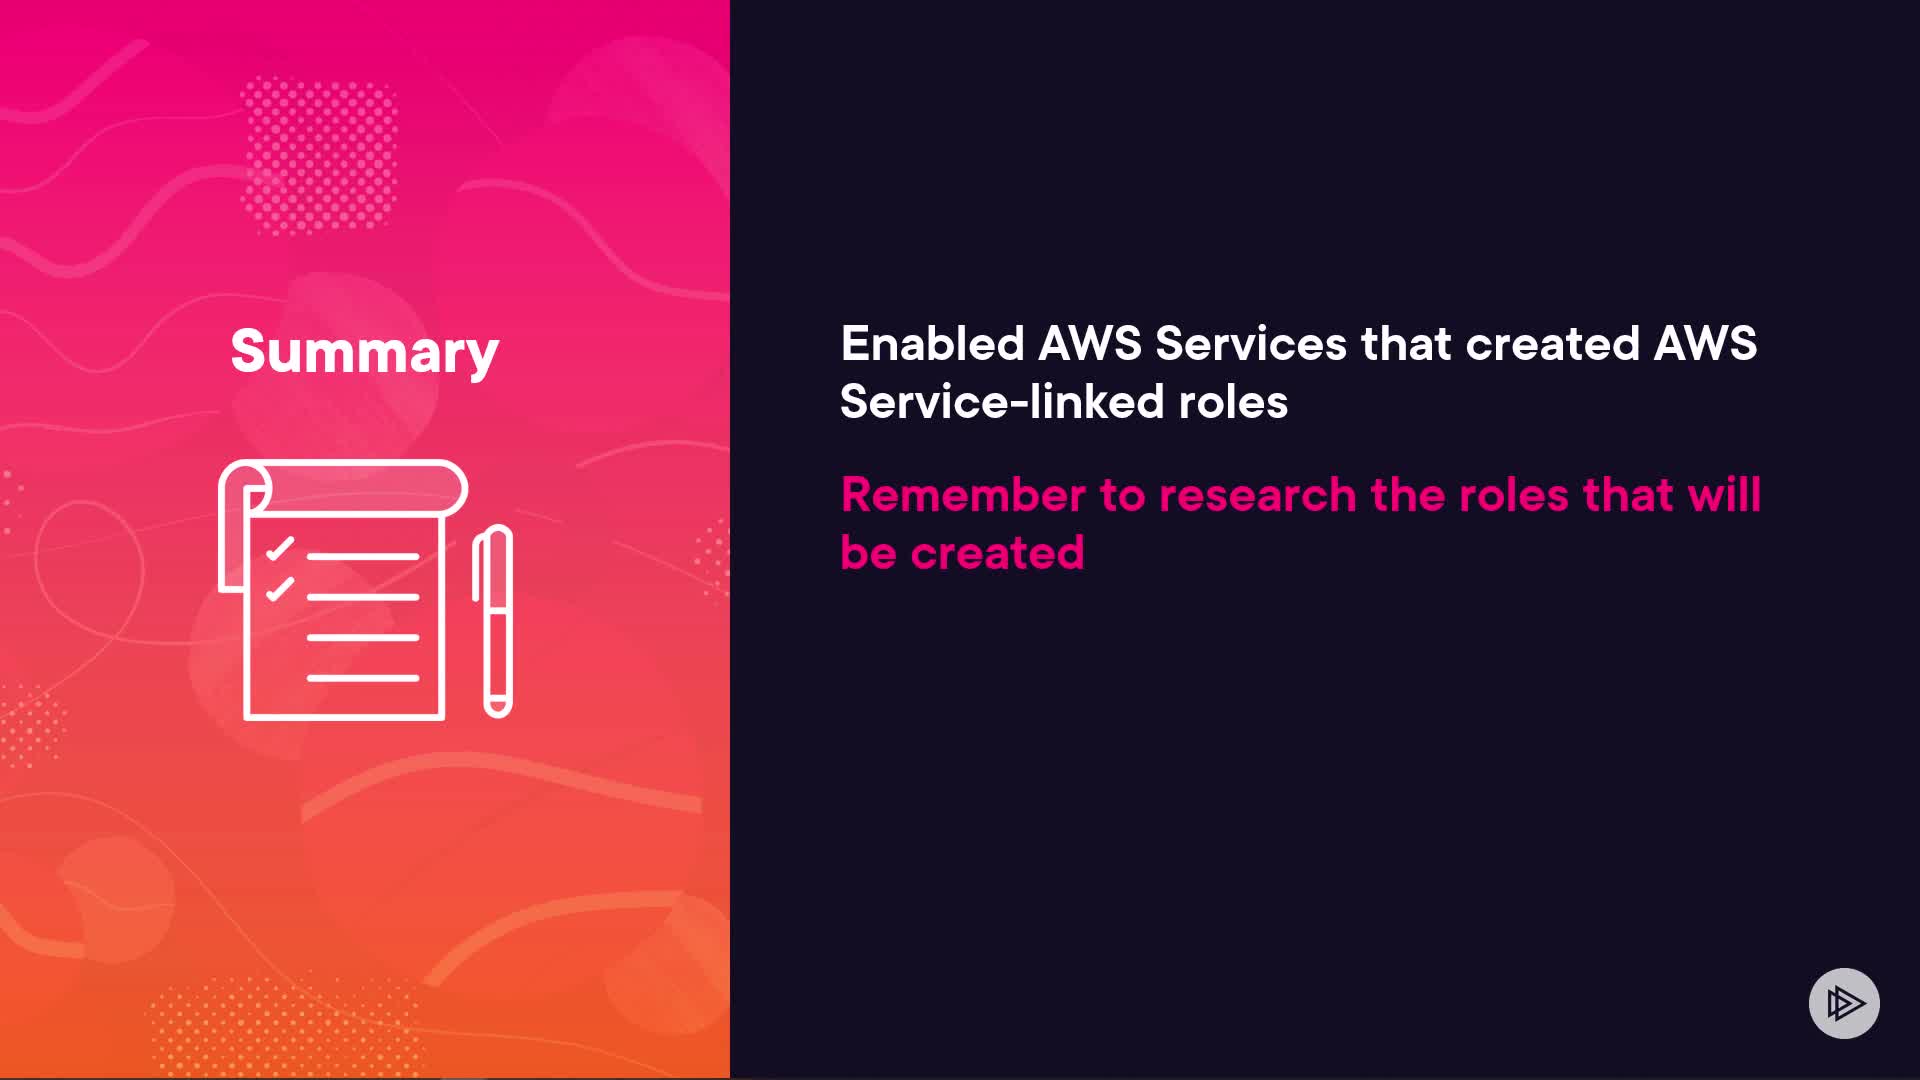 Summary
Enabled AWS Services that created AWS
Service-linked roles
Remember to research the roles that will
be created